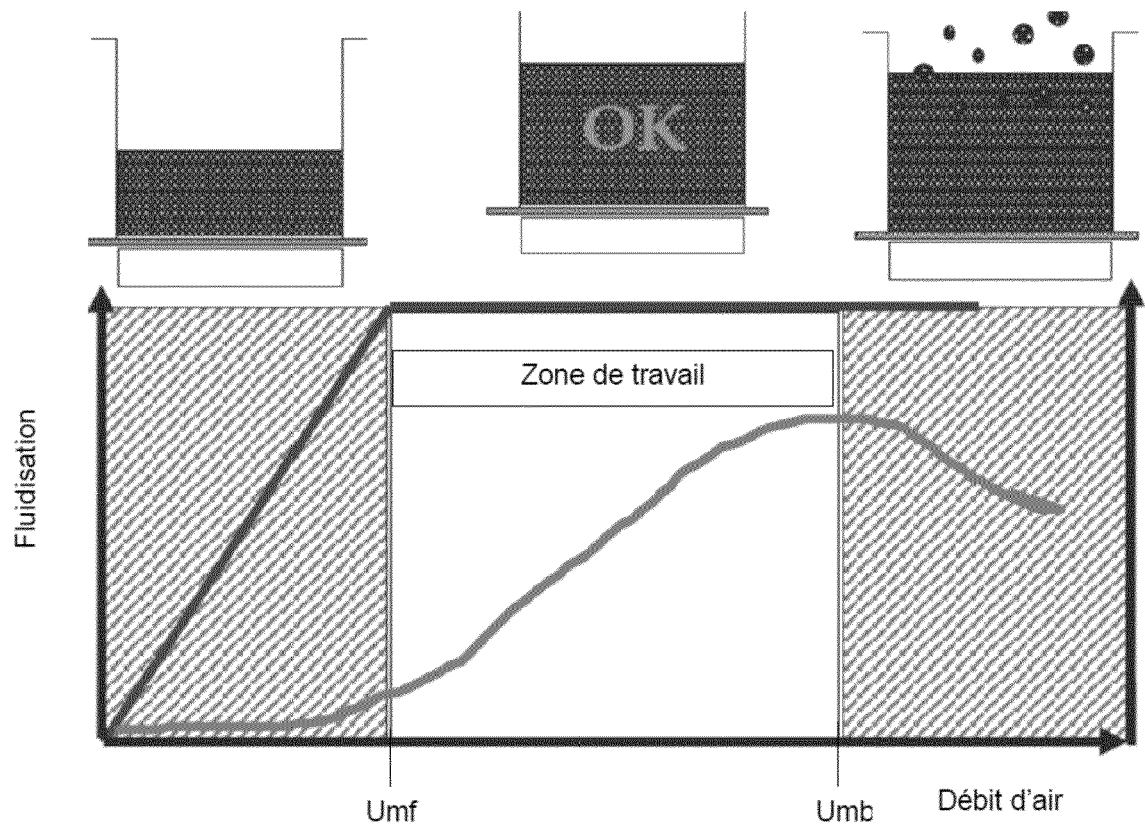 OK
Zone de travail
Fluidisation
Umf
Umb
Débit d'air